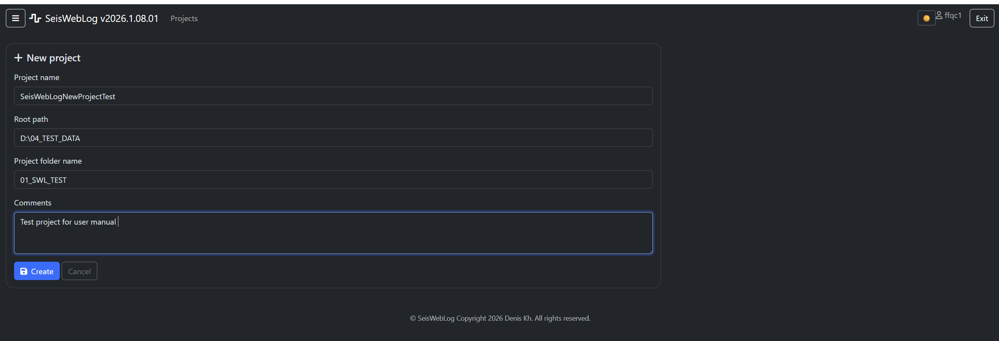 SeisWebLog v2026.1.08.01 Projects ffqc1 Exit
New project
Project name
SeisWebLogNewProjectTest
Root path
D:\04_TEST_DATA
Project folder name
01_SWL_TEST
Comments
Test project for user manual
Create Cancel
© SeisWebLog Copyright 2026 Denis Kh. All rights reserved.